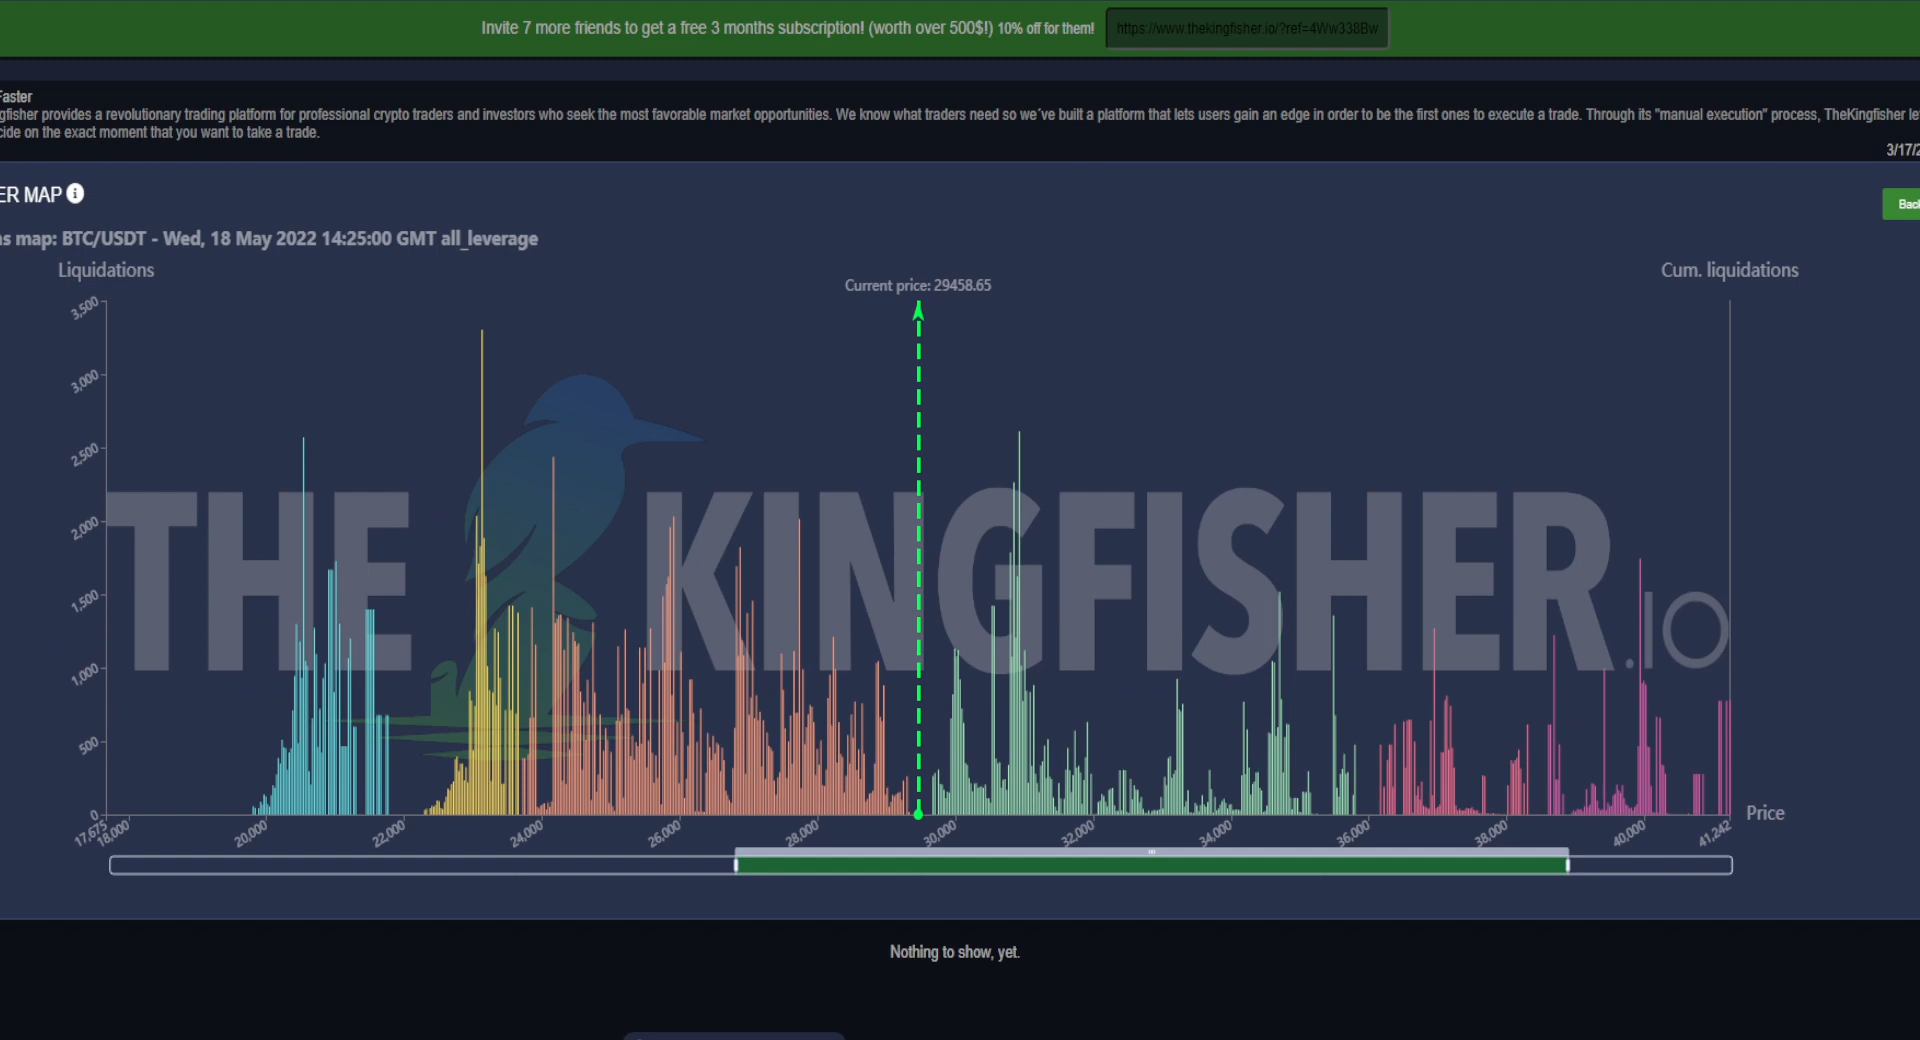 Invite 7 more friends to get a free 3 months subscription! (worth over 500$!) 10% off for them! https://www.thekingfisher.io/?ref=4Ww338Bw
Faster
gfisher provides a revolutionary trading platform for professional crypto traders and investors who seek the most favorable market opportunities. We know what traders need so we´ve built a platform that lets users gain an edge in order to be the first ones to execute a trade. Through its "manual execution" process, TheKingfisher le
cide on the exact moment that you want to take a trade.
3/17/2
ER MAP
Back
ns map: BTC/USDT - Wed, 18 May 2022 14:25:00 GMT all_leverage
Liquidations
Cum. liquidations
Current price: 29458.65
3,500
3,000
2,500
2,000
1,500
1,000
500
0
THE KINGFISHER.IO
Price
17,675 18,000 20,000 22,000 24,000 26,000 28,000 30,000 32,000 34,000 36,000 38,000 40,000 41,242
Nothing to show, yet.